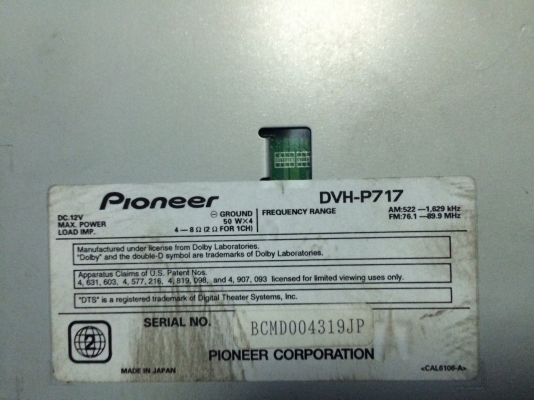 Pioneer DVH-P717
DC.12V ⊖ GROUND FREQUENCY RANGE AM:522 —1,629 kHz
MAX. POWER 50 W×4 FM:76.1 —89.9 MHz
LOAD IMP. 4 – 8 Ω (2 Ω FOR 1CH)
Manufactured under license from Dolby Laboratories.
"Dolby" and the double-D symbol are trademarks of Dolby Laboratories.
Apparatus Claims of U.S. Patent Nos.
4, 631, 603, 4, 577, 216, 4, 819, 098, and 4, 907, 093 licensed for limited viewing uses only.
"DTS" is a registered trademark of Digital Theater Systems, Inc.
SERIAL NO. BCMD004319JP
2
PIONEER CORPORATION
MADE IN JAPAN <CAL6106-A>